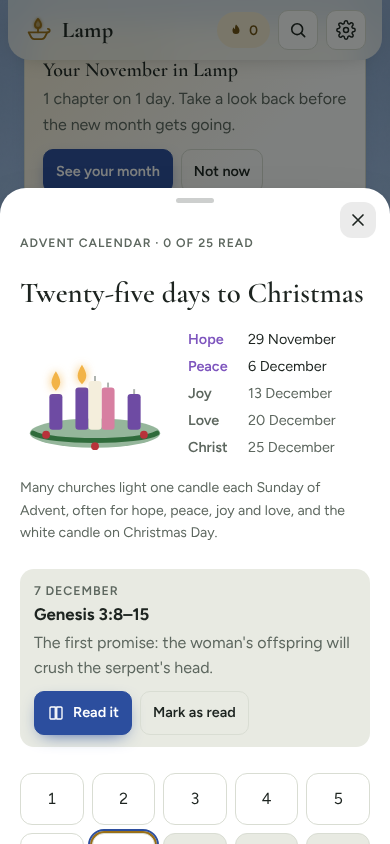 Lamp
0
Your November in Lamp
1 chapter on 1 day. Take a look back before
the new month gets going.
See your month
Not now
ADVENT CALENDAR · 0 OF 25 READ
Twenty-five days to Christmas
Hope 29 November
Peace 6 December
Joy 13 December
Love 20 December
Christ 25 December
Many churches light one candle each Sunday of
Advent, often for hope, peace, joy and love, and the
white candle on Christmas Day.
7 DECEMBER
Genesis 3:8–15
The first promise: the woman's offspring will
crush the serpent's head.
Read it
Mark as read
1 2 3 4 5